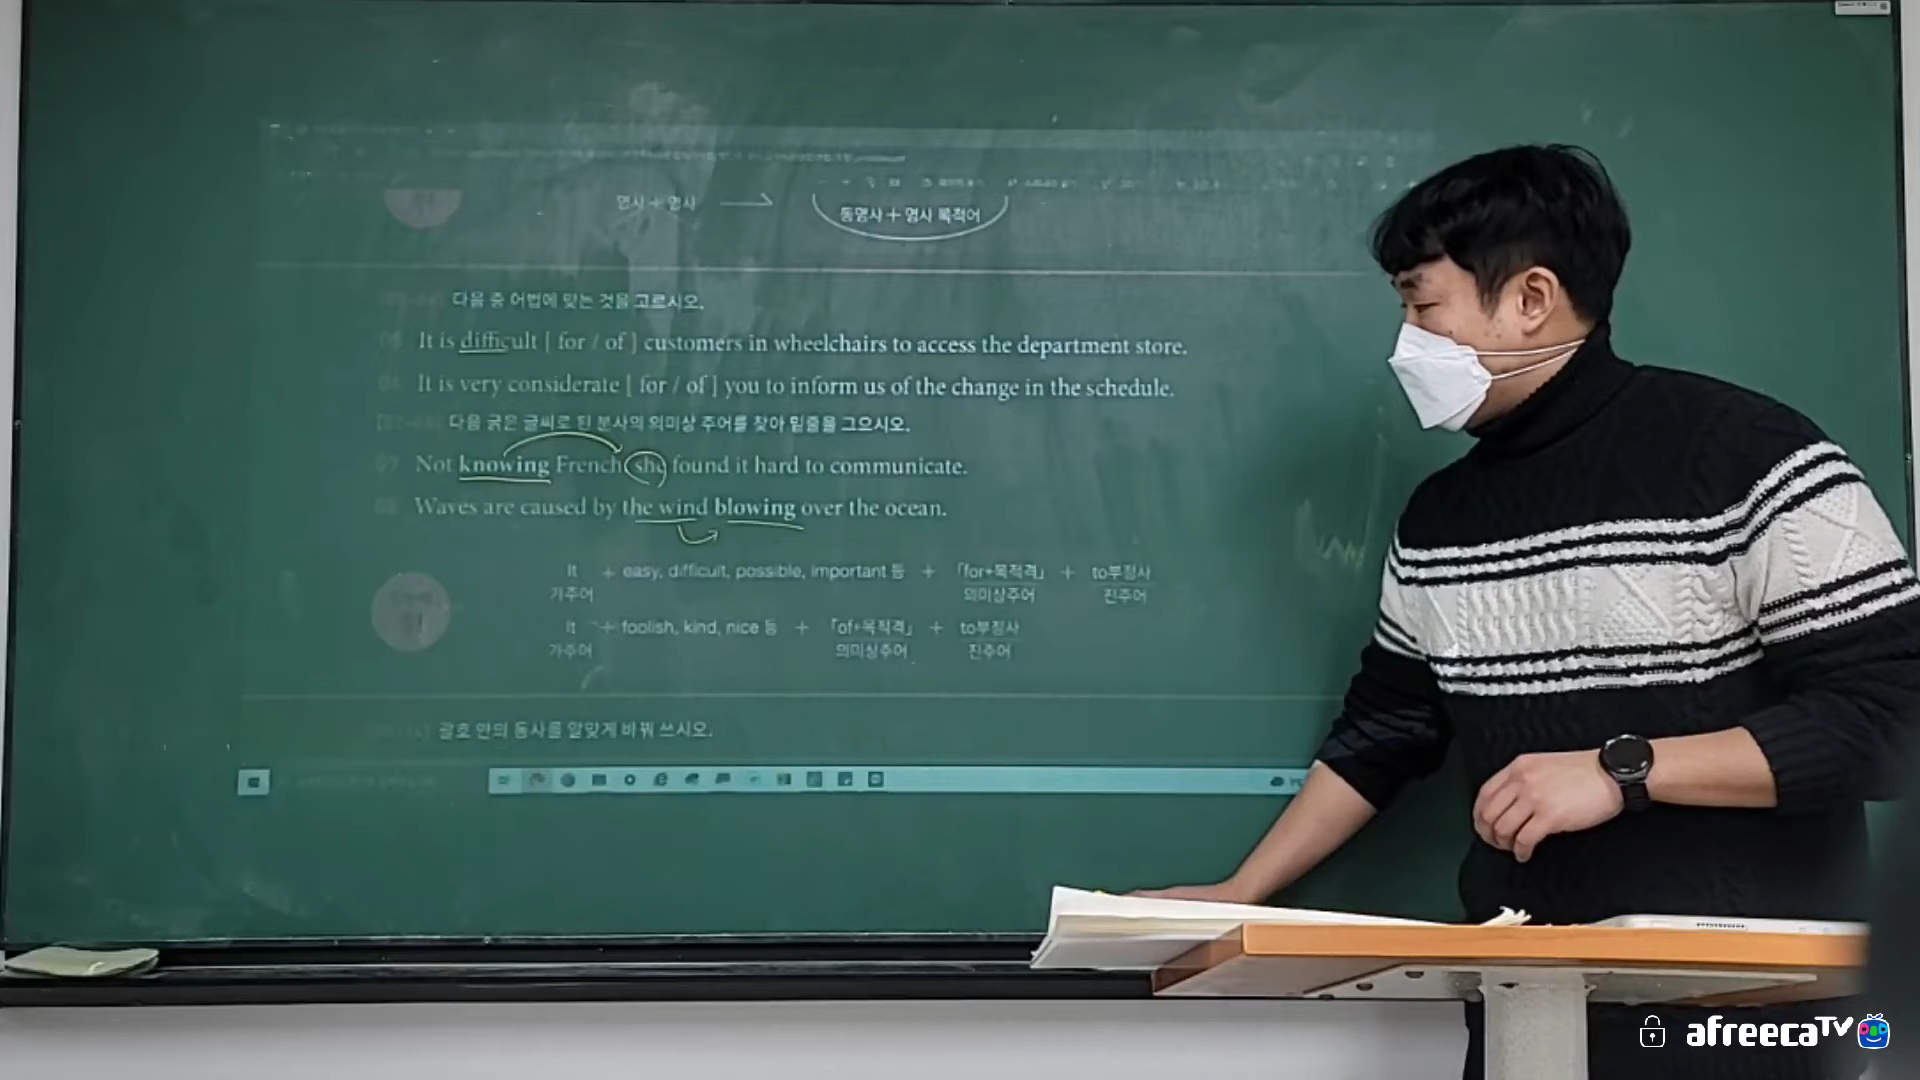 명사 + 명사 → 동명사 + 명사 목적어
다음 중 어법에 맞는 것을 고르시오.
05 It is difficult [ for / of ] customers in wheelchairs to access the department store.
06 It is very considerate [ for / of ] you to inform us of the change in the schedule.
다음 굵은 글씨로 된 분사의 의미상 주어를 찾아 밑줄을 그으시오.
07 Not knowing French she found it hard to communicate.
08 Waves are caused by the wind blowing over the ocean.
It + easy, difficult, possible, important 등 + 「for+목적격」 + to부정사
가주어 의미상주어 진주어
It + foolish, kind, nice 등 + 「of+목적격」 + to부정사
가주어 의미상주어 진주어
괄호 안의 동사를 알맞게 바꿔 쓰시오.
afreecaTV